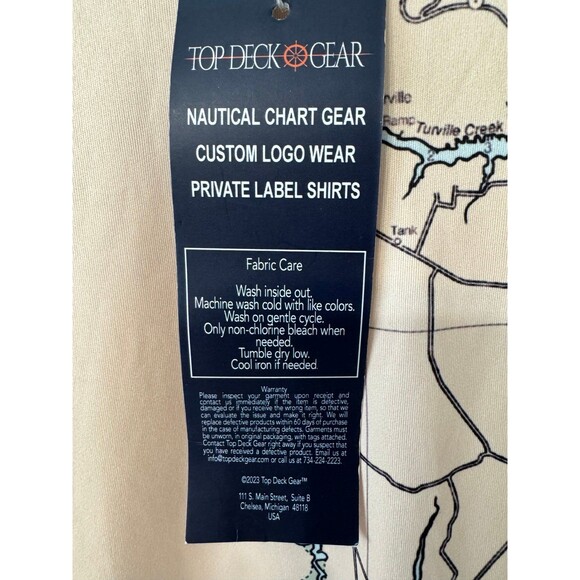 TOP DECK GEAR
NAUTICAL CHART GEAR
CUSTOM LOGO WEAR
PRIVATE LABEL SHIRTS
Fabric Care
Wash inside out.
Machine wash cold with like colors.
Wash on gentle cycle.
Only non-chlorine bleach when
needed.
Tumble dry low.
Cool iron if needed.
Warranty
Please inspect your garment upon receipt and
contact us immediately if the item is defective,
damaged or if you receive the wrong item, so that we
can evaluate the issue and make it right. We will
replace defective products within 60 days of purchase
in the case of manufacturing defects. Garments must
be unworn, in original packaging, with tags attached.
Contact Top Deck Gear right away if you suspect that
you have received a defective product. Email us at
info@topdeckgear.com or call us at 734-224-2223.
©2023 Top Deck Gear™
111 S. Main Street, Suite B
Chelsea, Michigan 48118
USA
rville
Ramp
Turville Creek
2 3
Tank